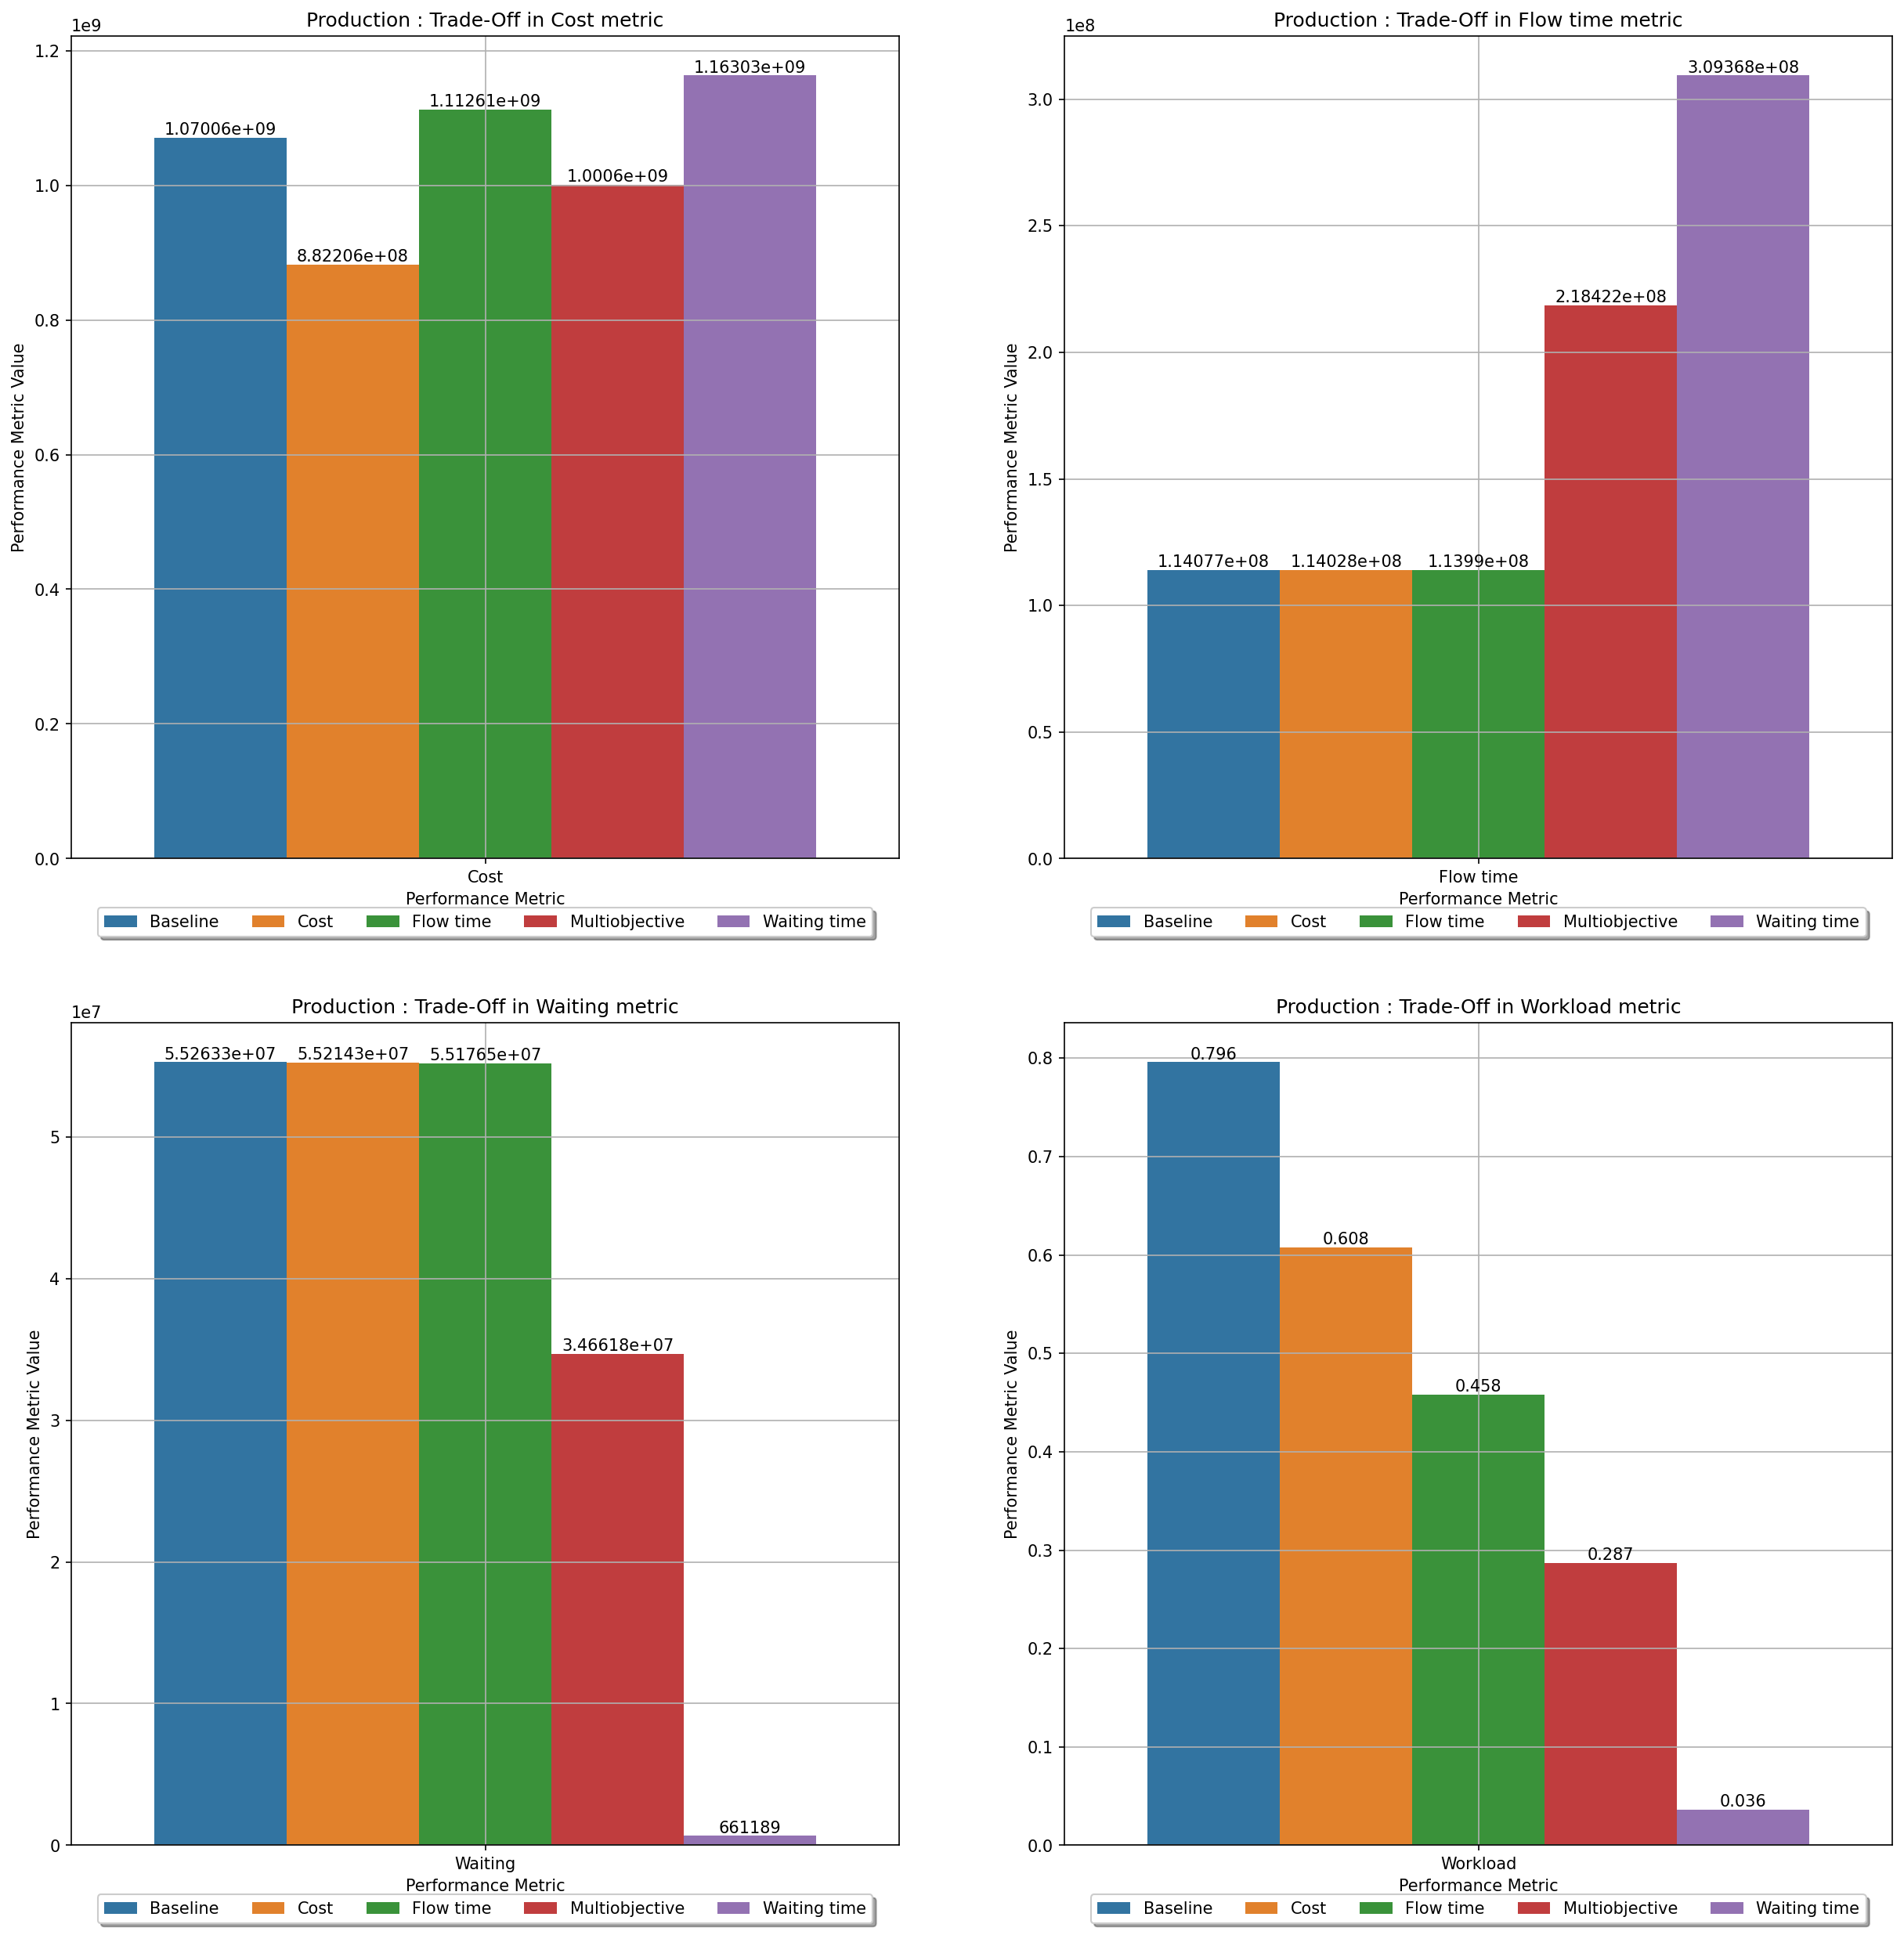 Production : Trade-Off in Cost metric
1e9
1.2
1.0
0.8
0.6
0.4
0.2
0.0
Performance Metric Value
1.07006e+09
8.82206e+08
1.11261e+09
1.0006e+09
1.16303e+09
Cost
Performance Metric
Baseline Cost Flow time Multiobjective Waiting time
Production : Trade-Off in Flow time metric
1e8
3.0
2.5
2.0
1.5
1.0
0.5
0.0
Performance Metric Value
1.14077e+08
1.14028e+08
1.1399e+08
2.18422e+08
3.09368e+08
Flow time
Performance Metric
Baseline Cost Flow time Multiobjective Waiting time
Production : Trade-Off in Waiting metric
1e7
5
4
3
2
1
0
Performance Metric Value
5.52633e+07
5.52143e+07
5.51765e+07
3.46618e+07
661189
Waiting
Performance Metric
Baseline Cost Flow time Multiobjective Waiting time
Production : Trade-Off in Workload metric
0.8
0.7
0.6
0.5
0.4
0.3
0.2
0.1
0.0
Performance Metric Value
0.796
0.608
0.458
0.287
0.036
Workload
Performance Metric
Baseline Cost Flow time Multiobjective Waiting time